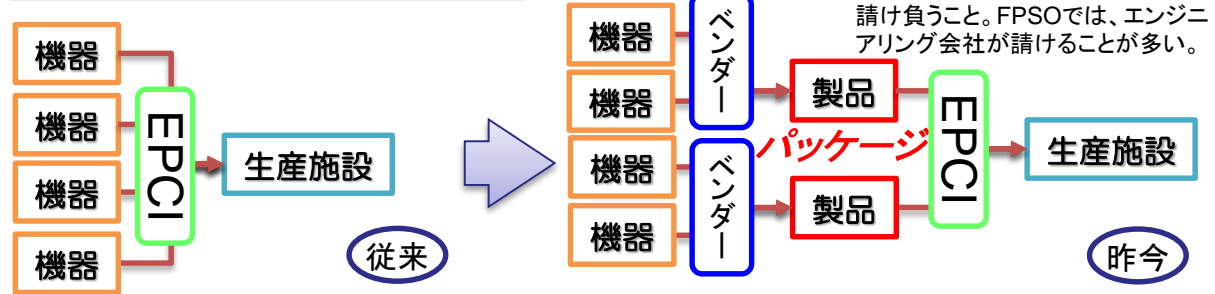 機器
機器
機器
機器
EPCI
生産施設
従来
請け負うこと。FPSOでは、エンジニ
アリング会社が請けることが多い。
機器
機器
機器
機器
ベンダー
ベンダー
製品
パッケージ
製品
EPCI
生産施設
昨今